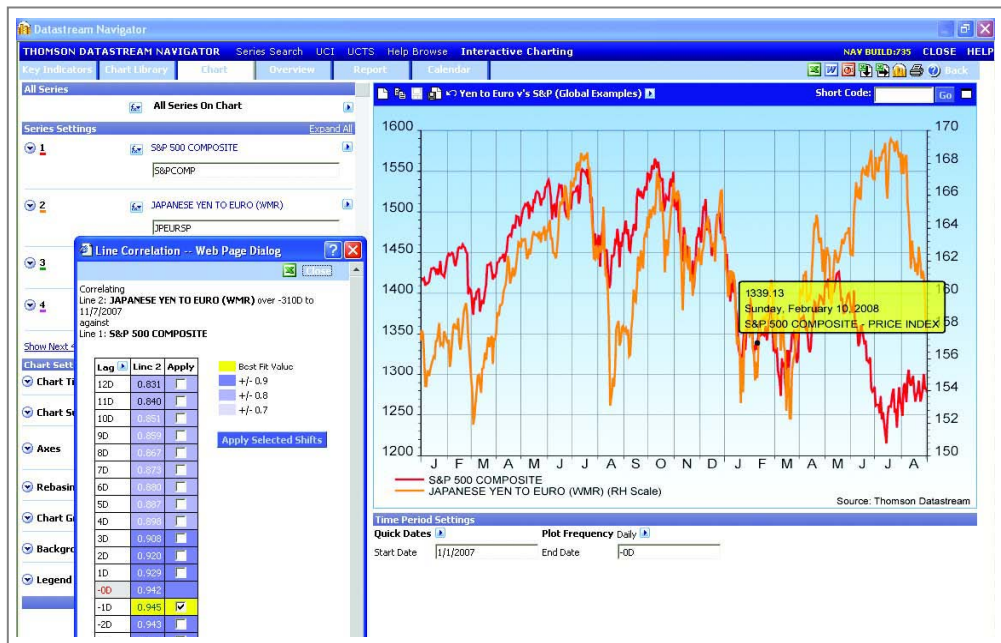 Datastream Navigator
THOMSON DATASTREAM NAVIGATOR Series Search UCI UCTS Help Browse Interactive Charting NAV BUILD:735 CLOSE HELP
Key Indicators Chart Library Chart Overview Report Calendar Back
All Series
All Series On Chart
Series Settings Expand All
1 S&P 500 COMPOSITE
S&PCOMP
2 JAPANESE YEN TO EURO (WMR)
JPEURSP
3
4
Show Next
Chart Sett
Chart Ti
Chart Su
Axes
Rebasin
Chart Gr
Backgro
Legend
Line Correlation -- Web Page Dialog
Close
Correlating
Line 2: JAPANESE YEN TO EURO (WMR) over -310D to
11/7/2007
against
Line 1: S&P 500 COMPOSITE
Lag Line 2 Apply
12D 0.831
11D 0.840
10D 0.851
9D 0.859
8D 0.867
7D 0.873
6D 0.880
5D 0.887
4D 0.898
3D 0.908
2D 0.920
1D 0.929
-0D 0.942
-1D 0.945
-2D 0.943
Best Fit Value
+/- 0.9
+/- 0.8
+/- 0.7
Apply Selected Shifts
Yen to Euro v's S&P (Global Examples) Short Code: Go
1600
1550
1500
1450
1400
1350
1300
1250
1200
170
168
166
164
162
160
158
156
154
152
150
1339.13
Sunday, February 10, 2008
S&P 500 COMPOSITE - PRICE INDEX
J F M A M J J A S O N D J F M A M J J A
S&P 500 COMPOSITE
JAPANESE YEN TO EURO (WMR) (RH Scale)
Source: Thomson Datastream
Time Period Settings
Quick Dates Plot Frequency Daily
Start Date 1/1/2007 End Date -0D